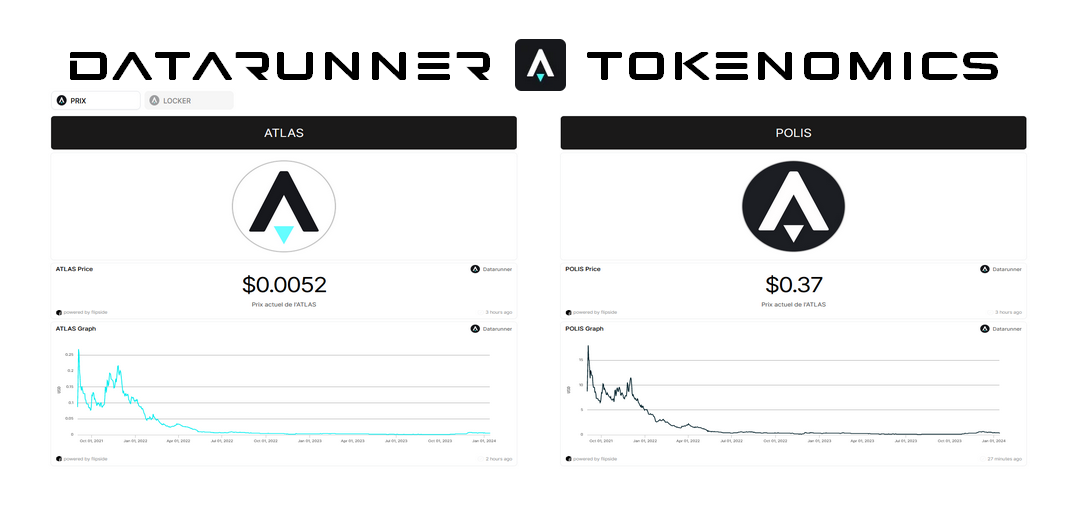 DATARUNNER TOKENOMICS
PRIX
LOCKER
ATLAS
ATLAS Price
Datarunner
$0.0052
Prix actuel de l'ATLAS
powered by flipside
3 hours ago
ATLAS Graph
Datarunner
0.25
0.2
0.15
0.1
0.05
0
USD
Oct 01, 2021
Jan 01, 2022
Apr 01, 2022
Jul 01, 2022
Oct 01, 2022
Jan 01, 2023
Apr 01, 2023
Jul 01, 2023
Oct 01, 2023
Jan 01, 2024
powered by flipside
2 hours ago
POLIS
POLIS Price
Datarunner
$0.37
Prix actuel de l'ATLAS
powered by flipside
3 hours ago
POLIS Graph
Datarunner
15
10
5
0
USD
Oct 01, 2021
Jan 01, 2022
Apr 01, 2022
Jul 01, 2022
Oct 01, 2022
Jan 01, 2023
Apr 01, 2023
Jul 01, 2023
Oct 01, 2023
Jan 01, 2024
powered by flipside
27 minutes ago